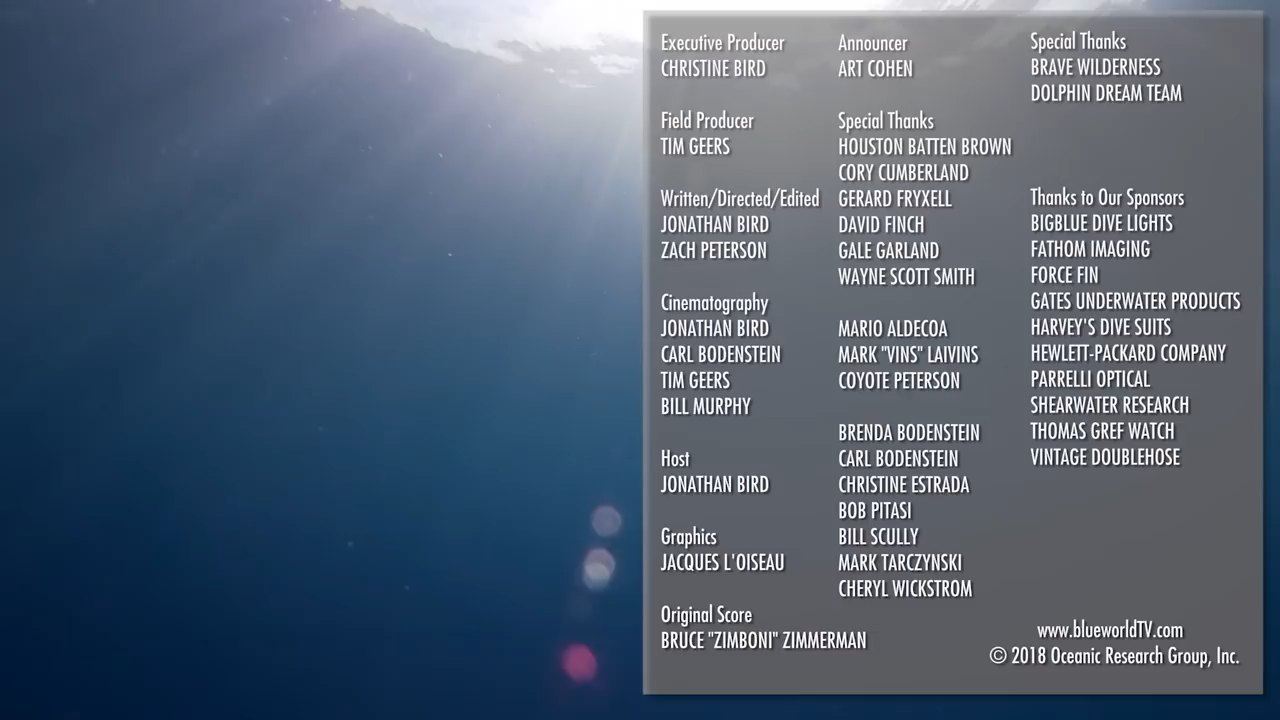 Executive Producer
CHRISTINE BIRD
Field Producer
TIM GEERS
Written/Directed/Edited
JONATHAN BIRD
ZACH PETERSON
Cinematography
JONATHAN BIRD
CARL BODENSTEIN
TIM GEERS
BILL MURPHY
Host
JONATHAN BIRD
Graphics
JACQUES L'OISEAU
Original Score
BRUCE "ZIMBONI" ZIMMERMAN
Announcer
ART COHEN
Special Thanks
HOUSTON BATTEN BROWN
CORY CUMBERLAND
GERARD FRYXELL
DAVID FINCH
GALE GARLAND
WAYNE SCOTT SMITH
MARIO ALDECOA
MARK "VINS" LAIVINS
COYOTE PETERSON
BRENDA BODENSTEIN
CARL BODENSTEIN
CHRISTINE ESTRADA
BOB PITASI
BILL SCULLY
MARK TARCZYNSKI
CHERYL WICKSTROM
Special Thanks
BRAVE WILDERNESS
DOLPHIN DREAM TEAM
Thanks to Our Sponsors
BIGBLUE DIVE LIGHTS
FATHOM IMAGING
FORCE FIN
GATES UNDERWATER PRODUCTS
HARVEY'S DIVE SUITS
HEWLETT-PACKARD COMPANY
PARRELLI OPTICAL
SHEARWATER RESEARCH
THOMAS GREF WATCH
VINTAGE DOUBLEHOSE
www.blueworldTV.com
© 2018 Oceanic Research Group, Inc.